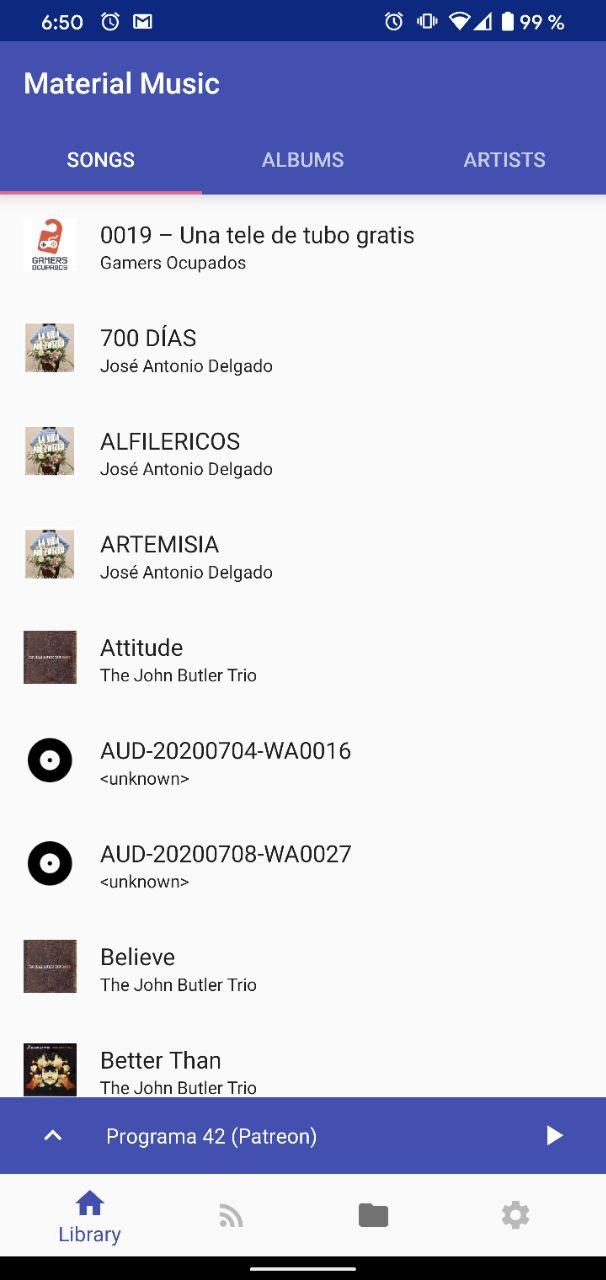 6:50
99 %
Material Music
SONGS
ALBUMS
ARTISTS
GAMERS
OCUPADOS
0019 – Una tele de tubo gratis
Gamers Ocupados
700 DÍAS
José Antonio Delgado
ALFILERICOS
José Antonio Delgado
ARTEMISIA
José Antonio Delgado
Attitude
The John Butler Trio
AUD-20200704-WA0016
<unknown>
AUD-20200708-WA0027
<unknown>
Believe
The John Butler Trio
Better Than
The John Butler Trio
Programa 42 (Patreon)
Library